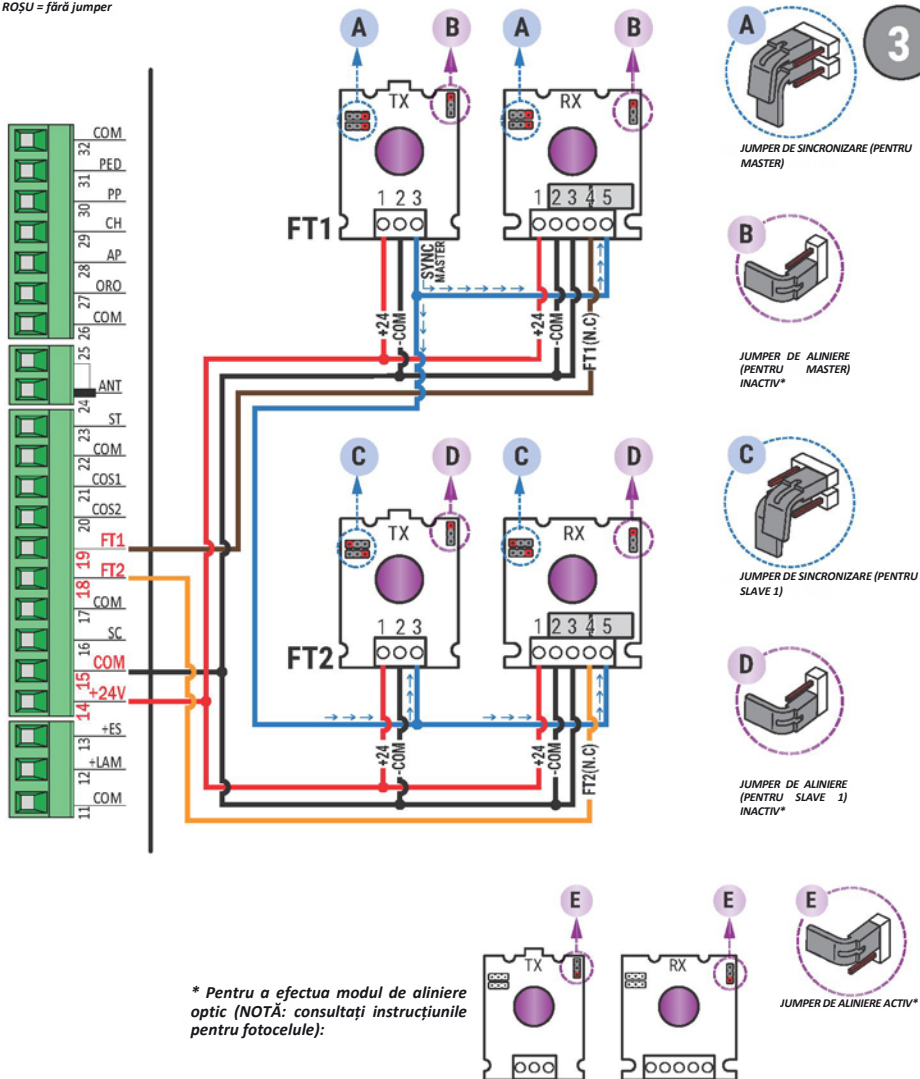 ROȘU = fără jumper
A B A B
A
3
TX RX
1 2 3 1 2 3 4 5
FT1
SYNC
MASTER
+24 -COM +24 -COM FT1(N.C)
JUMPER DE SINCRONIZARE (PENTRU
MASTER)
B
JUMPER DE ALINIERE
(PENTRU MASTER)
INACTIV*
COM
32
PED
31
PP
30
CH
29
AP
28
ORO
27
COM
26
25
ANT
24
ST
23
COM
22
COS1
21
COS2
20
FT1
19
FT2
18
COM
17
SC
16
COM
15
+24V
14
+ES
13
+LAM
12
COM
11
C D C D
TX RX
1 2 3 1 2 3 4 5
FT2
+24 -COM +24 -COM FT2(N.C)
C
JUMPER DE SINCRONIZARE (PENTRU
SLAVE 1)
D
JUMPER DE ALINIERE
(PENTRU SLAVE 1)
INACTIV*
E E
TX RX
E
JUMPER DE ALINIERE ACTIV*
* Pentru a efectua modul de aliniere
optic (NOTĂ: consultați instrucțiunile
pentru fotocelule):